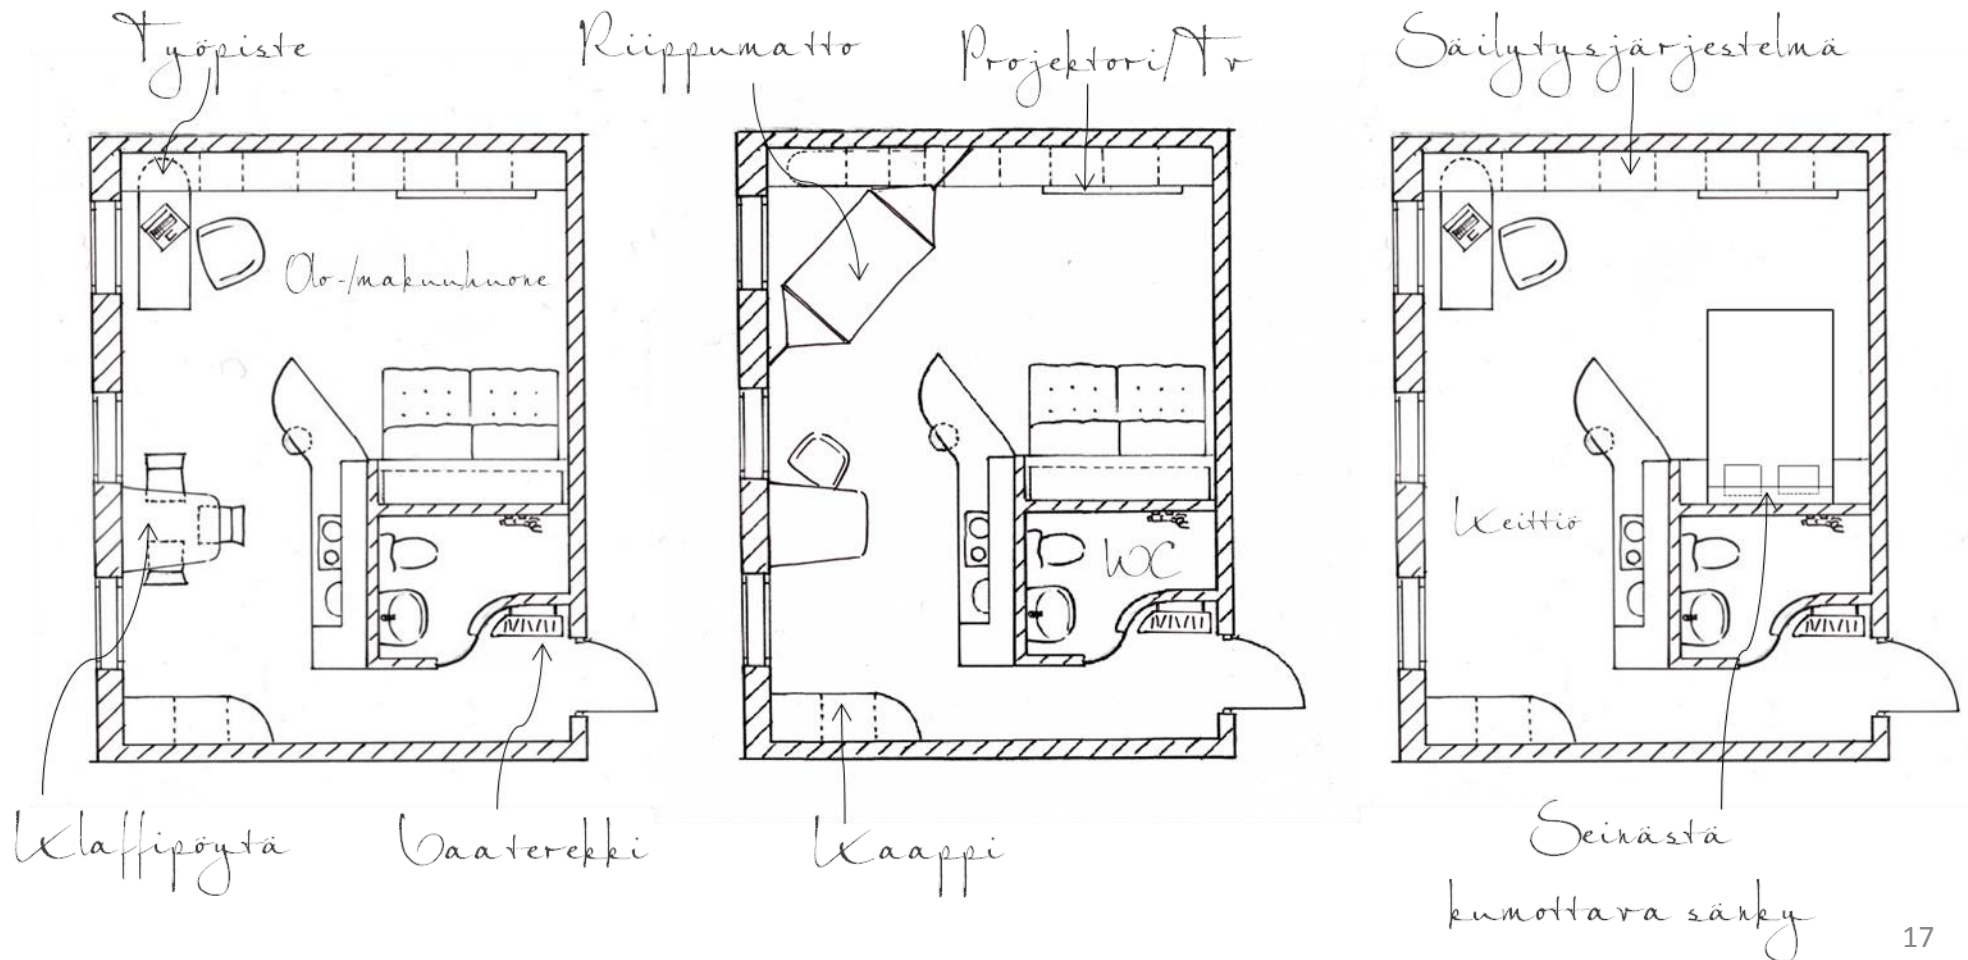 Työpiste
Riippumatto
Projektori/Tv
Säilytysjärjestelmä
Olo-/makuuhuone
WC
Keittiö
Klaffipöytä
Vaaterekki
Kaappi
Seinästä
kumottava sänky
17